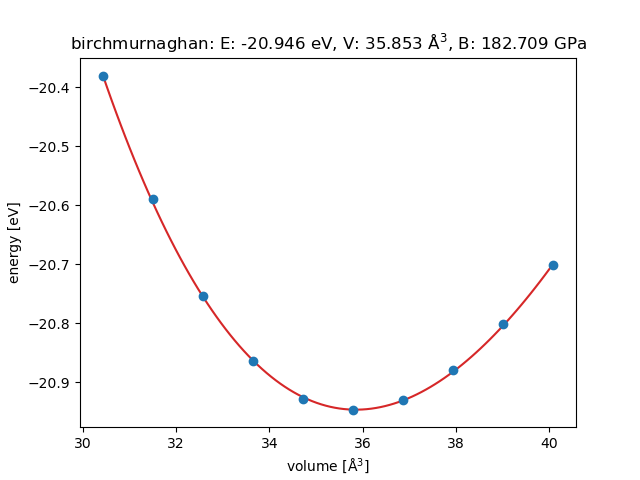 birchmurnaghan: E: -20.946 eV, V: 35.853 Å³, B: 182.709 GPa
−20.4
−20.5
−20.6
−20.7
−20.8
−20.9
energy [eV]
30 32 34 36 38 40
volume [Å³]